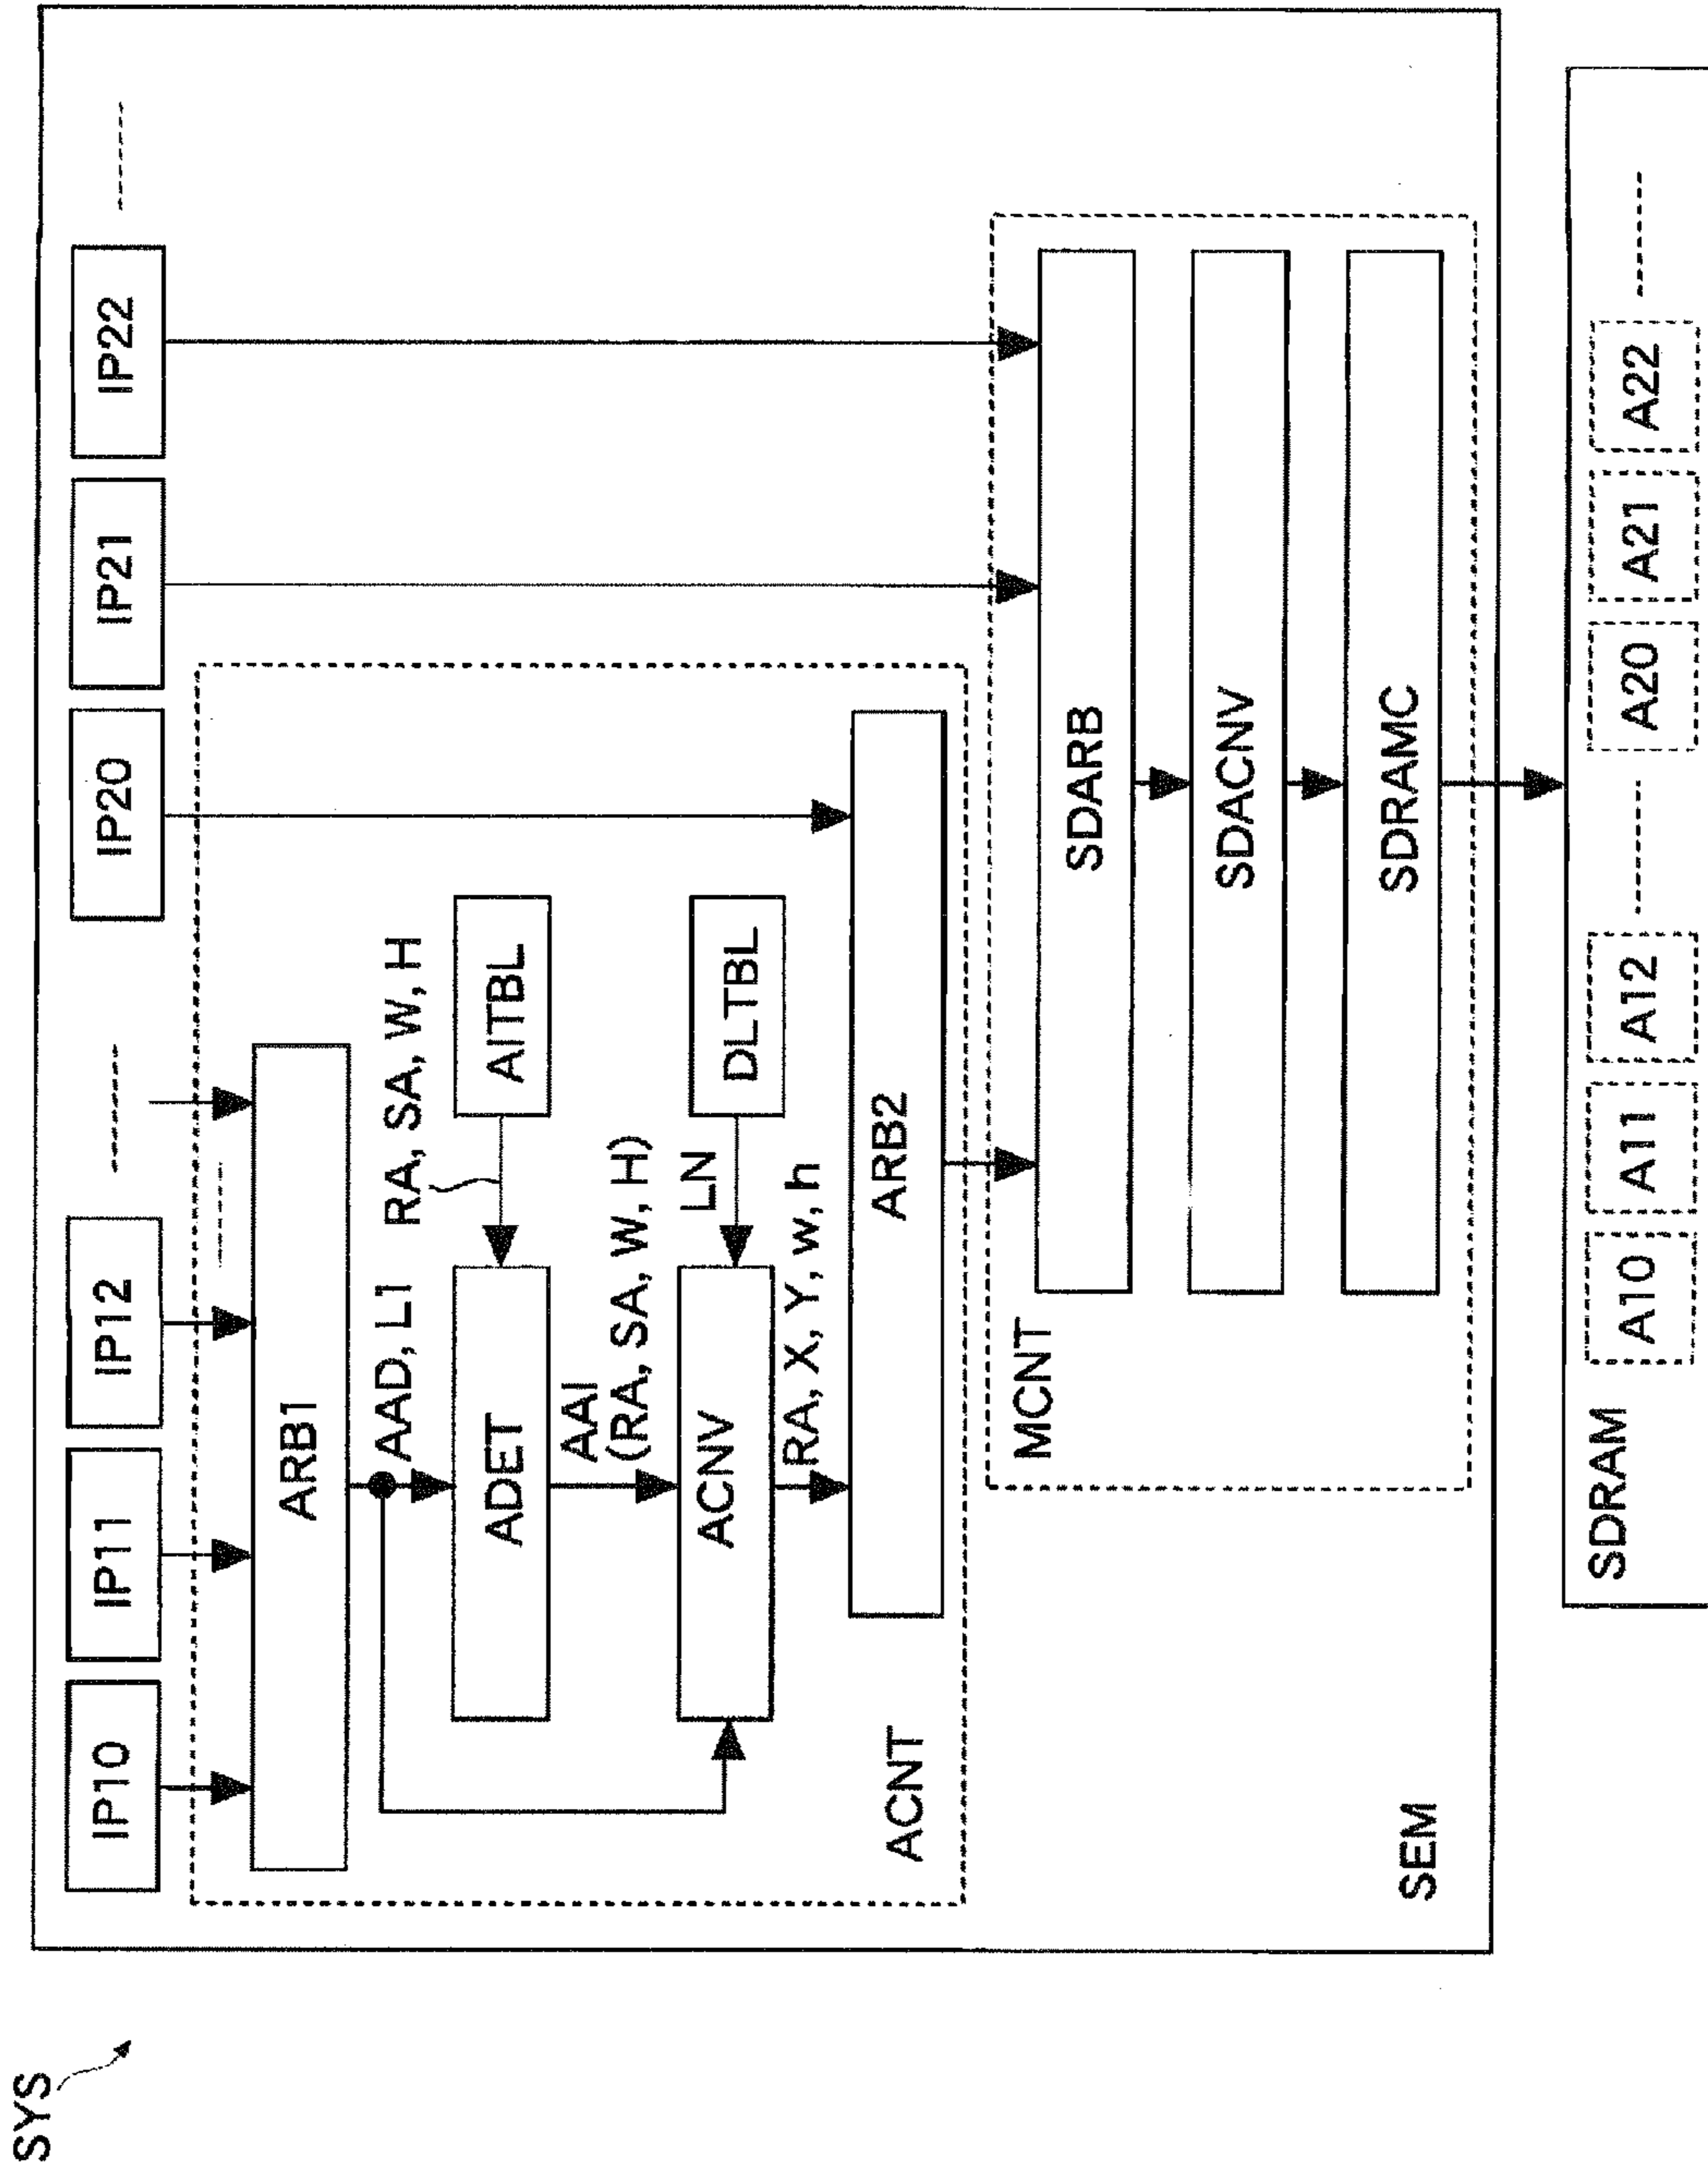 SYS
IP10
IP11
IP12
IP20
IP21
IP22
ARB1
AAD, L1
RA, SA, W, H
ADET
AITBL
AAI
(RA, SA, W, H)
LN
ACNV
DLTBL
RA, X, Y, w, h
ARB2
ACNT
MCNT
SDARB
SDACNV
SDRAMC
SEM
SDRAM
A10
A11
A12
A20
A21
A22